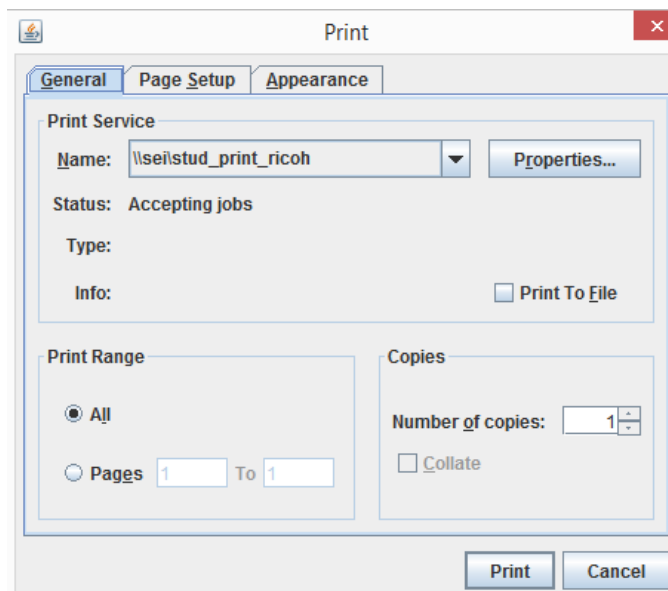 Print
General Page Setup Appearance
Print Service
Name: \\sei\stud_print_ricoh Properties...
Status: Accepting jobs
Type:
Info: Print To File
Print Range
All
Pages 1 To 1
Copies
Number of copies: 1
Collate
Print Cancel